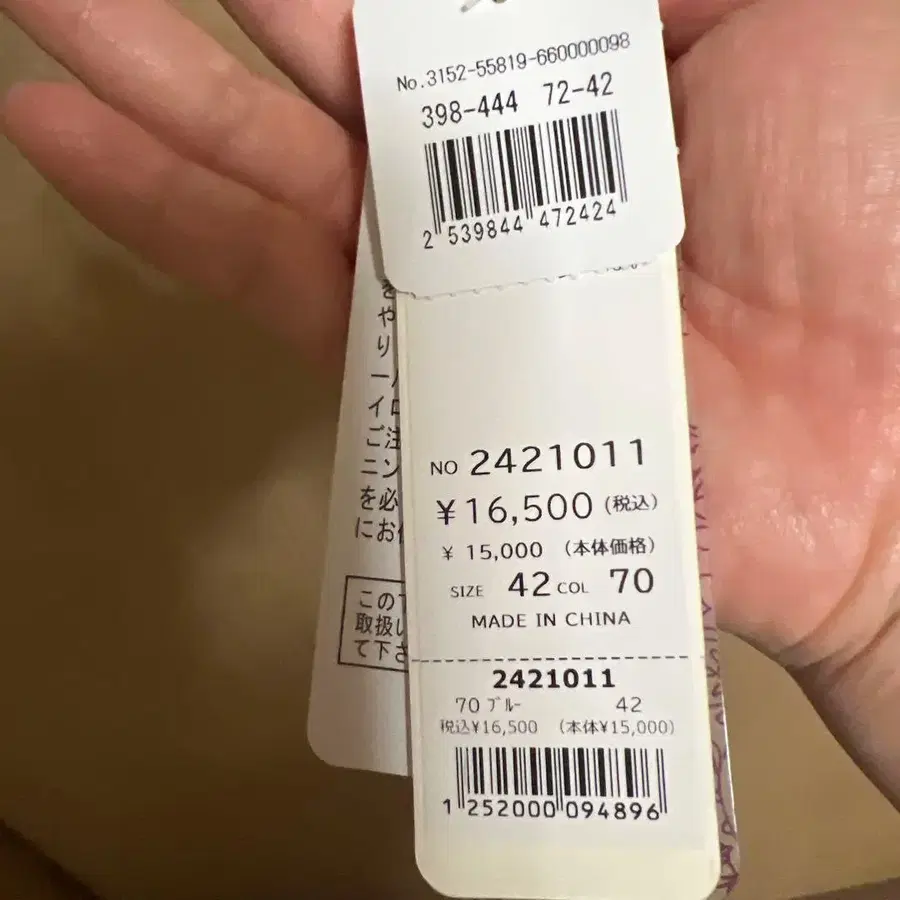 No.3152-55819-660000098
398-444 72-42
2 539844 472424
を
や
り
ー
イロ
ご注
ニン
を必
にお
この
取扱い
て下さ
NO 2421011
¥16,500 (税込)
¥ 15,000 (本体価格)
SIZE 42 COL 70
MADE IN CHINA
2421011
70 ﾌﾞﾙｰ 42
税込¥16,500 (本体¥15,000)
1 252000 094896